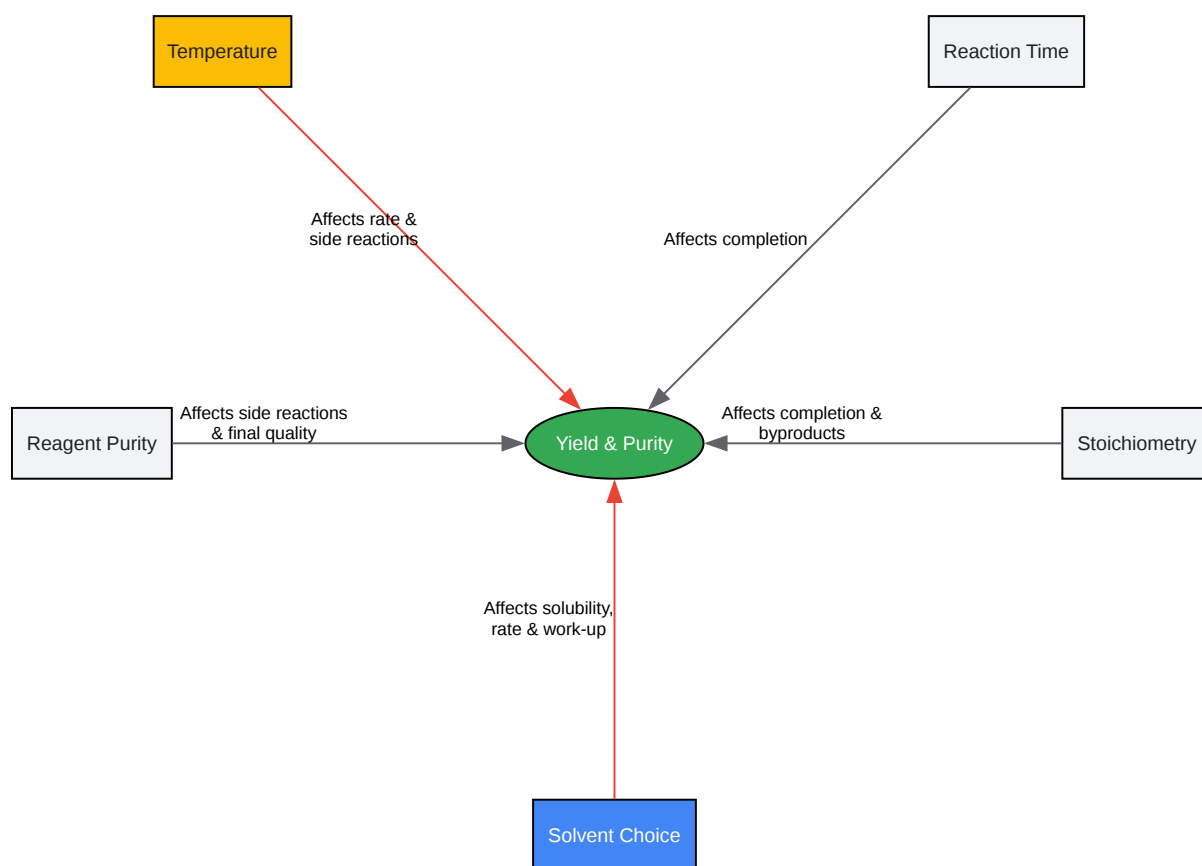 Temperature
Reaction Time
Affects rate &
side reactions
Affects completion
Reagent Purity
Affects side reactions
& final quality
Yield & Purity
Affects completion &
byproducts
Stoichiometry
Affects solubility,
rate & work-up
Solvent Choice